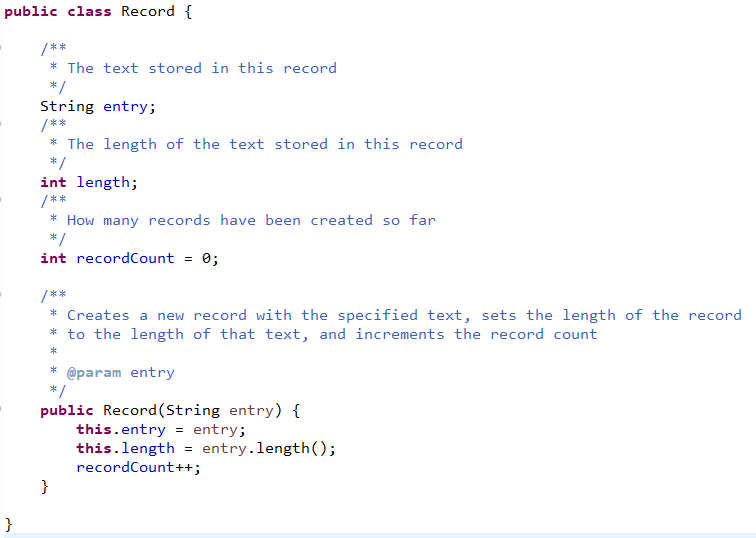 public class Record {
/**
* The text stored in this record
*/
String entry;
/**
* The length of the text stored in this record
*/
int length;
/**
* How many records have been created so far
*/
int recordCount = 0;
/**
* Creates a new record with the specified text, sets the length of the record
* to the length of that text, and increments the record count
*
* @param entry
*/
public Record(String entry) {
this.entry = entry;
this.length = entry.length();
recordCount++;
}
}